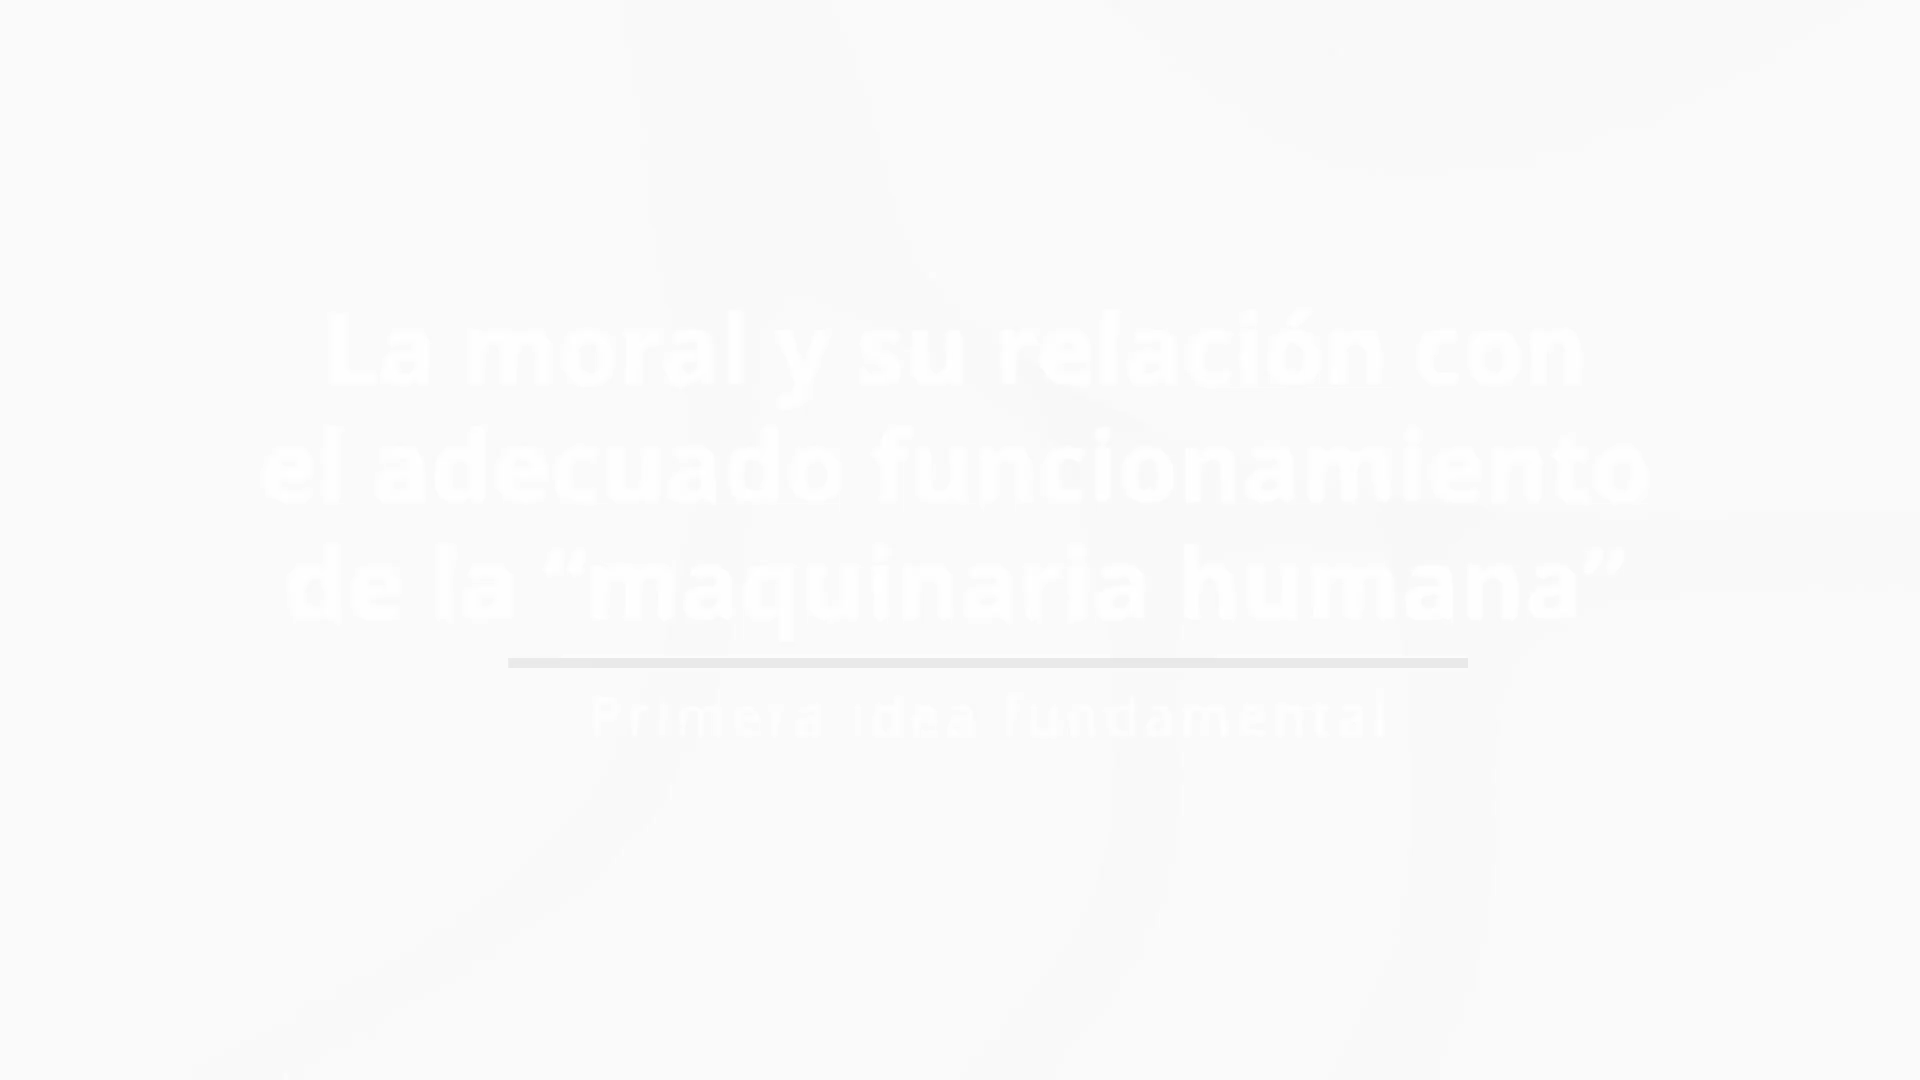 La moral y su relación con
el adecuado funcionamiento
de la “maquinaria humana”
Primera idea fundamental